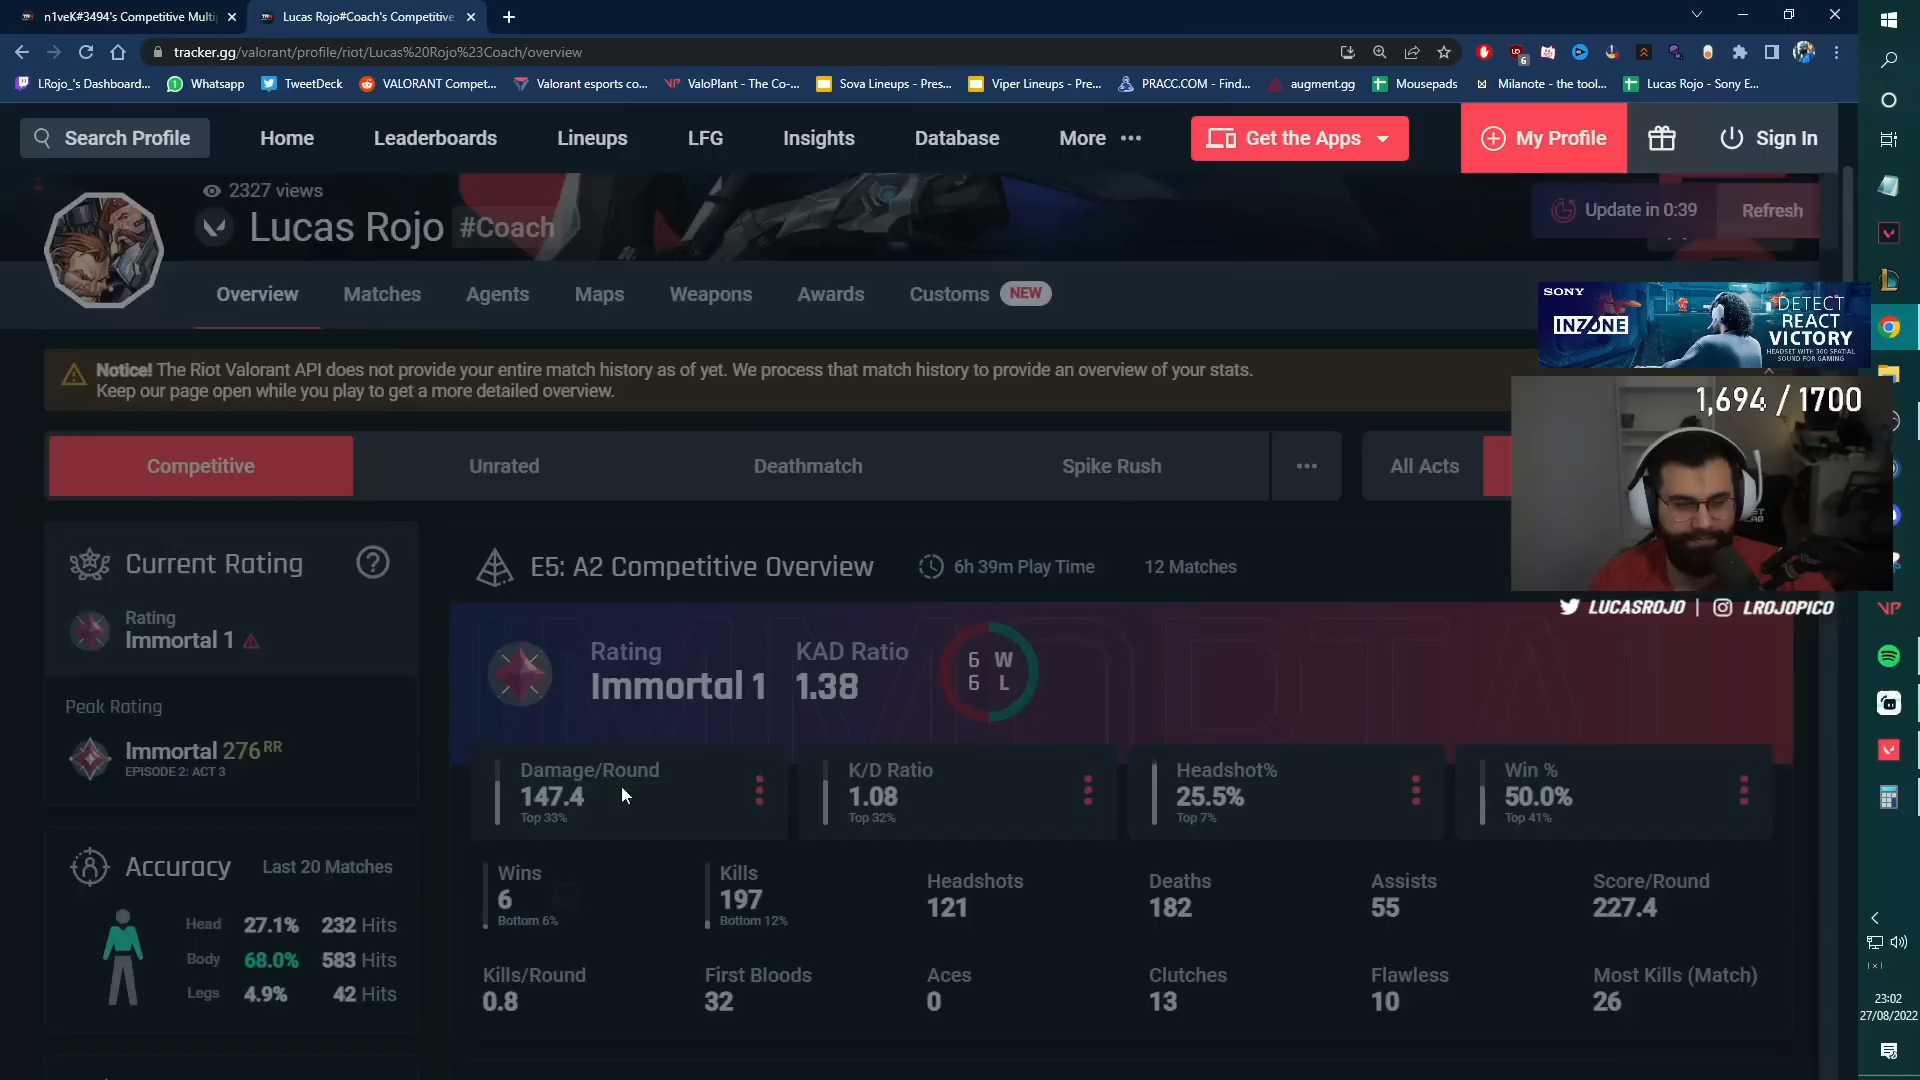 n1veK#3494's Competitive Multi
Lucas Rojo#Coach's Competitive
tracker.gg/valorant/profile/riot/Lucas%20Rojo%23Coach/overview
6
LRojo_'s Dashboard...
Whatsapp
TweetDeck
VALORANT Compet...
Valorant esports co...
ValoPlant - The Co-...
Sova Lineups - Pres...
Viper Lineups - Pre...
PRACC.COM - Find...
augment.gg
Mousepads
Milanote - the tool...
Lucas Rojo - Sony E...
Search Profile
Home
Leaderboards
Lineups
LFG
Insights
Database
More
Get the Apps
My Profile
Sign In
2327 views
Lucas Rojo #Coach
Update in 0:39
Refresh
Overview
Matches
Agents
Maps
Weapons
Awards
Customs NEW
SONY
INZONE
DETECT
REACT
VICTORY
HEADSET WITH 360 SPATIAL
SOUND FOR GAMING
Notice! The Riot Valorant API does not provide your entire match history as of yet. We process that match history to provide an overview of your stats.
Keep our page open while you play to get a more detailed overview.
1,694 / 1700
Competitive
Unrated
Deathmatch
Spike Rush
All Acts
Current Rating
Rating
Immortal 1
Peak Rating
Immortal 276RR
EPISODE 2: ACT 3
E5: A2 Competitive Overview
6h 39m Play Time
12 Matches
LUCASROJO | LROJOPICO
Rating
Immortal 1
KAD Ratio
1.38
6 W
6 L
Damage/Round
147.4
Top 33%
K/D Ratio
1.08
Top 32%
Headshot%
25.5%
Top 7%
Win %
50.0%
Top 41%
Accuracy
Last 20 Matches
Head 27.1% 232 Hits
Body 68.0% 583 Hits
Legs 4.9% 42 Hits
Wins
6
Bottom 6%
Kills
197
Bottom 12%
Headshots
121
Deaths
182
Assists
55
Score/Round
227.4
Kills/Round
0.8
First Bloods
32
Aces
0
Clutches
13
Flawless
10
Most Kills (Match)
26
23:02
27/08/2022